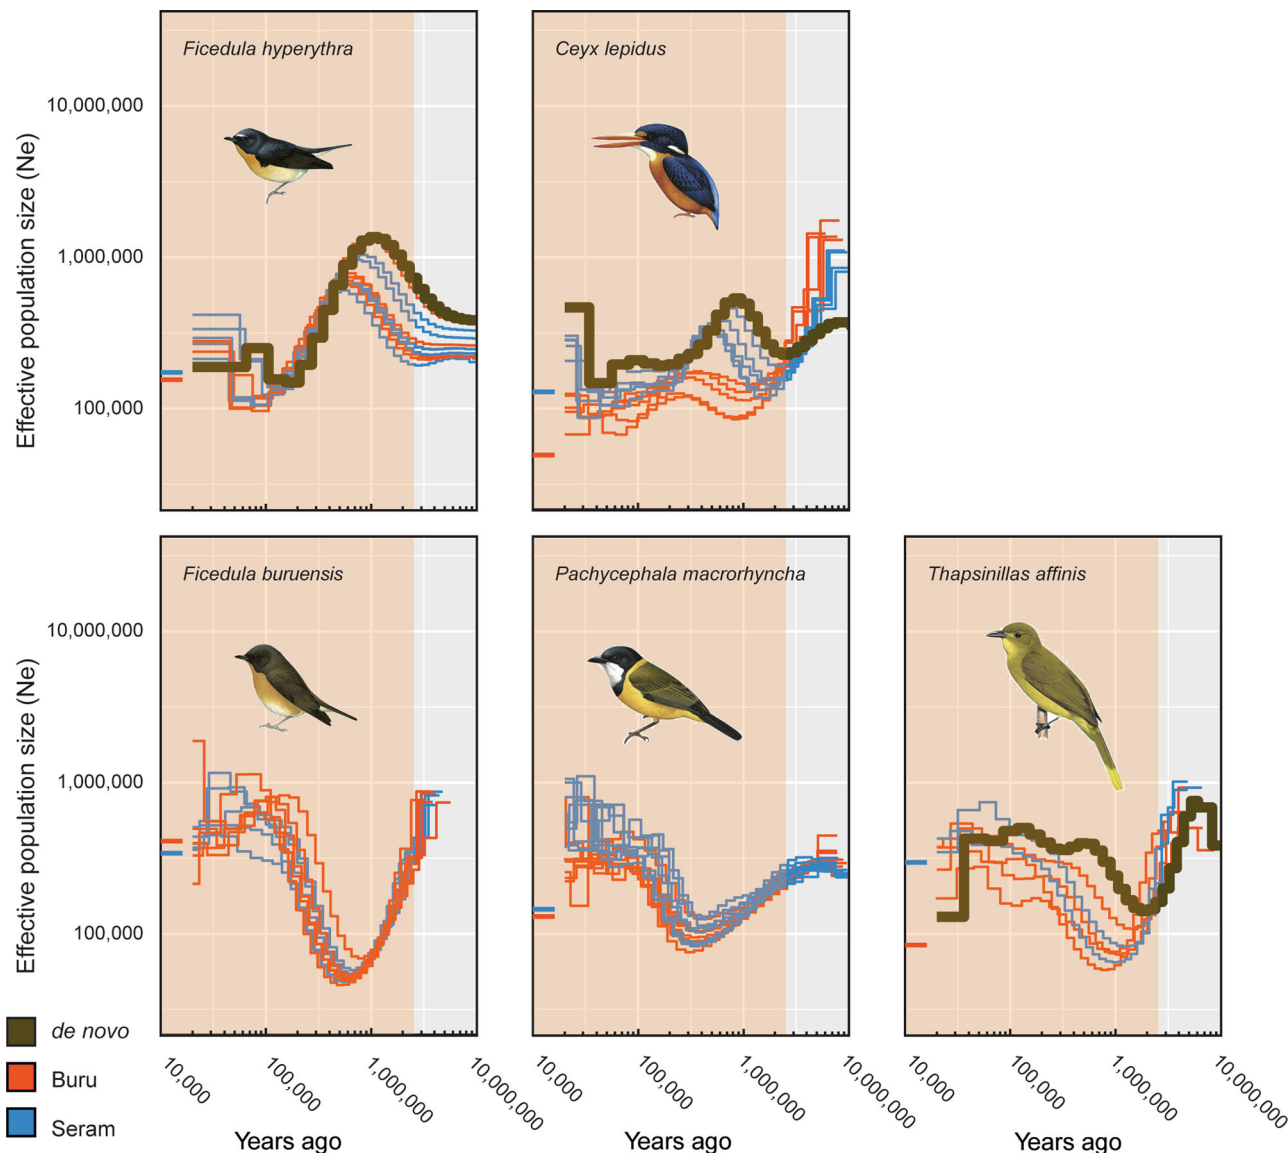 Ficedula hyperythra
Ceyx lepidus
Effective population size (Ne)
10,000,000
1,000,000
100,000
Ficedula buruensis
Pachycephala macrorhyncha
Thapsinillas affinis
Effective population size (Ne)
10,000,000
1,000,000
100,000
de novo
Buru
Seram
10,000
100,000
1,000,000
10,000,000
10,000
100,000
1,000,000
10,000,000
10,000
100,000
1,000,000
10,000,000
Years ago
Years ago
Years ago